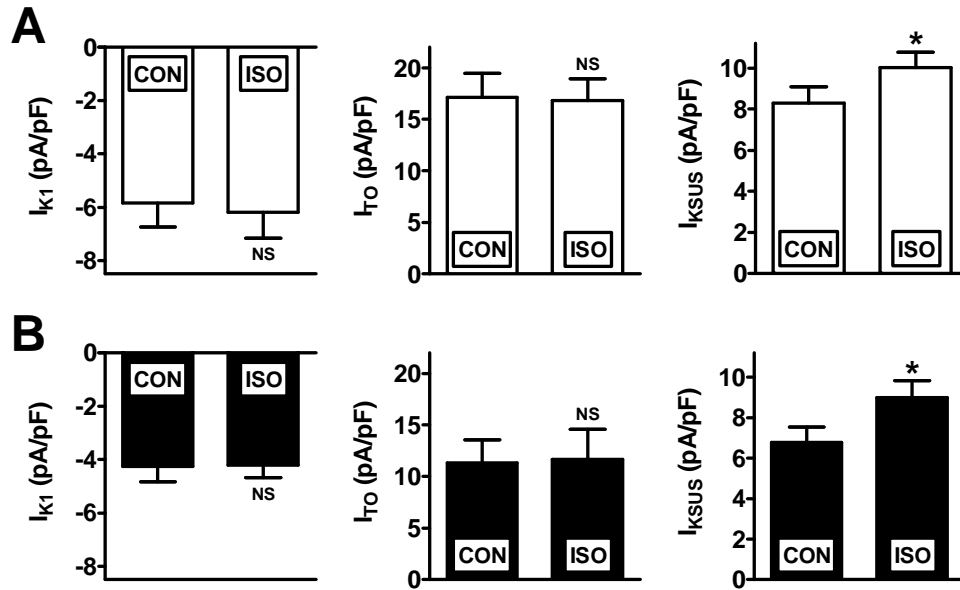 A
I_K1 (pA/pF)
0
-2
-4
-6
-8
CON
ISO
NS
I_TO (pA/pF)
20
15
10
5
0
NS
CON
ISO
I_KSUS (pA/pF)
10
8
6
4
2
0
*
CON
ISO
B
I_K1 (pA/pF)
0
-2
-4
-6
-8
CON
ISO
NS
I_TO (pA/pF)
20
15
10
5
0
NS
CON
ISO
I_KSUS (pA/pF)
10
8
6
4
2
0
*
CON
ISO